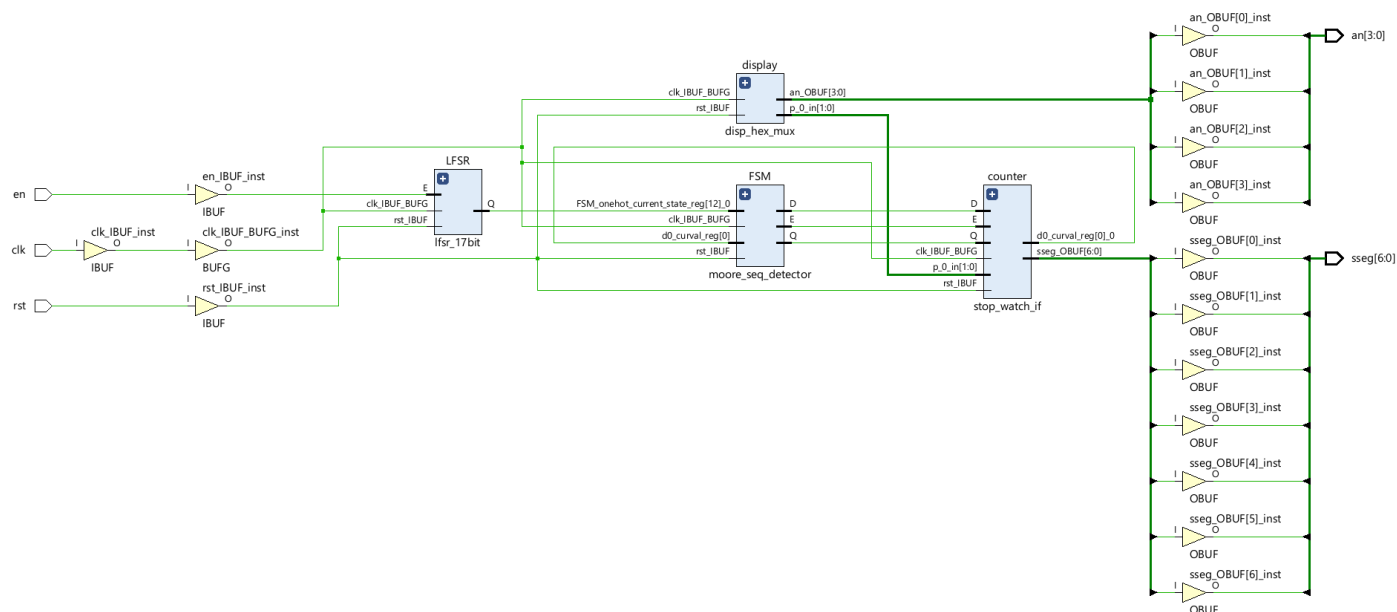 en
I
O
en_IBUF_inst
IBUF
clk
I
O
clk_IBUF_inst
IBUF
I
O
clk_IBUF_BUFG_inst
BUFG
rst
I
O
rst_IBUF_inst
IBUF
LFSR
E
clk_IBUF_BUFG
rst_IBUF
Q
lfsr_17bit
display
clk_IBUF_BUFG
rst_IBUF
an_OBUF[3:0]
p_0_in[1:0]
disp_hex_mux
FSM
FSM_onehot_current_state_reg[12]_0
clk_IBUF_BUFG
d0_curval_reg[0]
rst_IBUF
D
E
Q
moore_seq_detector
counter
D
E
Q
clk_IBUF_BUFG
p_0_in[1:0]
rst_IBUF
d0_curval_reg[0]_0
sseg_OBUF[6:0]
stop_watch_if
an_OBUF[0]_inst
I
O
OBUF
an_OBUF[1]_inst
I
O
OBUF
an_OBUF[2]_inst
I
O
OBUF
an_OBUF[3]_inst
I
O
OBUF
sseg_OBUF[0]_inst
I
O
OBUF
sseg_OBUF[1]_inst
I
O
OBUF
sseg_OBUF[2]_inst
I
O
OBUF
sseg_OBUF[3]_inst
I
O
OBUF
sseg_OBUF[4]_inst
I
O
OBUF
sseg_OBUF[5]_inst
I
O
OBUF
sseg_OBUF[6]_inst
I
O
OBUF
an[3:0]
sseg[6:0]